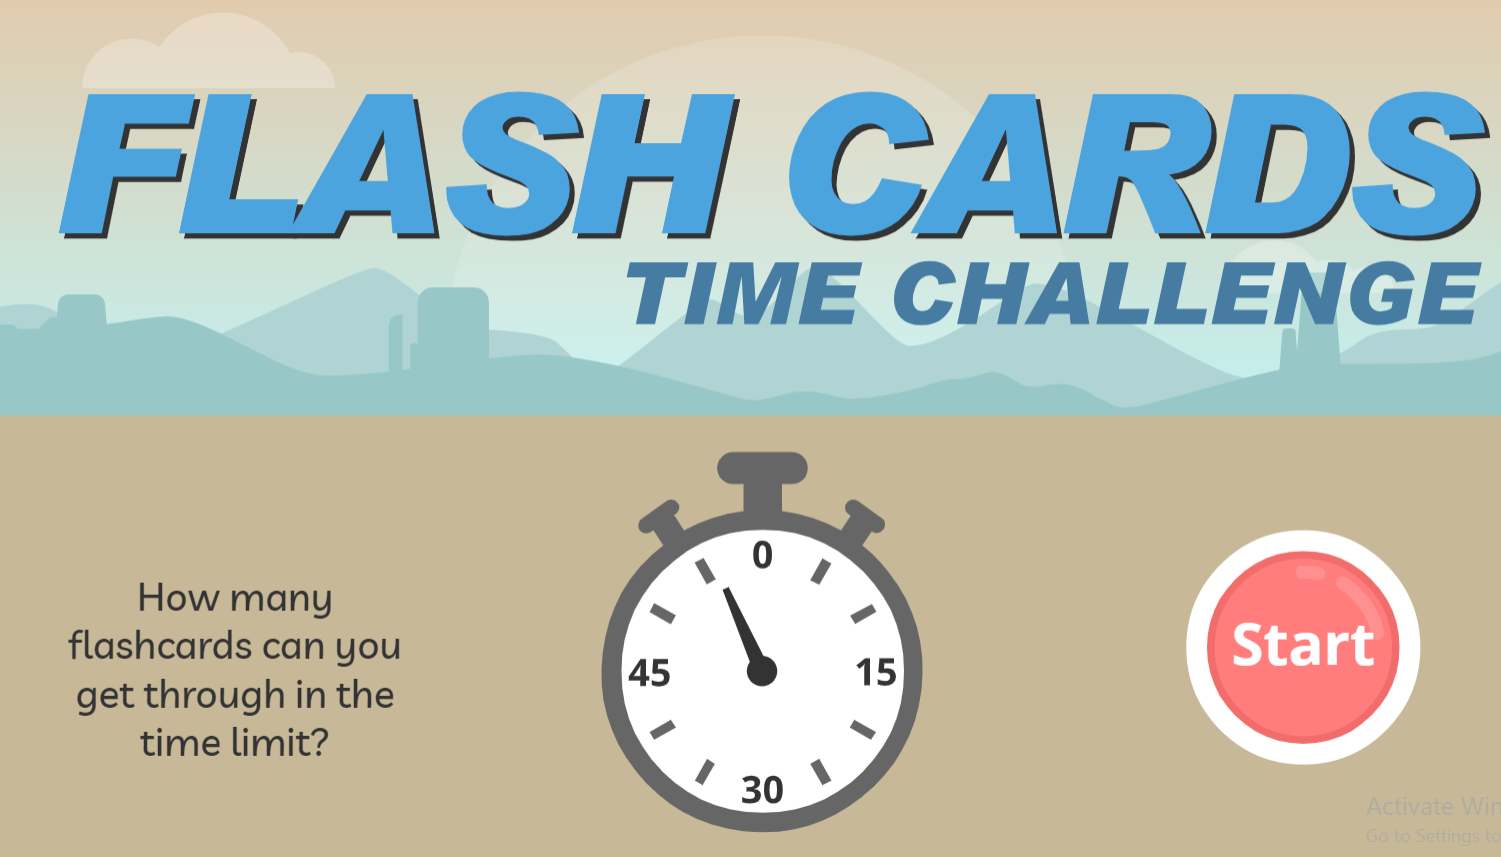 FLASH CARDS
TIME CHALLENGE
How many
flashcards can you
get through in the
time limit?
0
45
15
30
Start
Activate Win
Go to Settings to